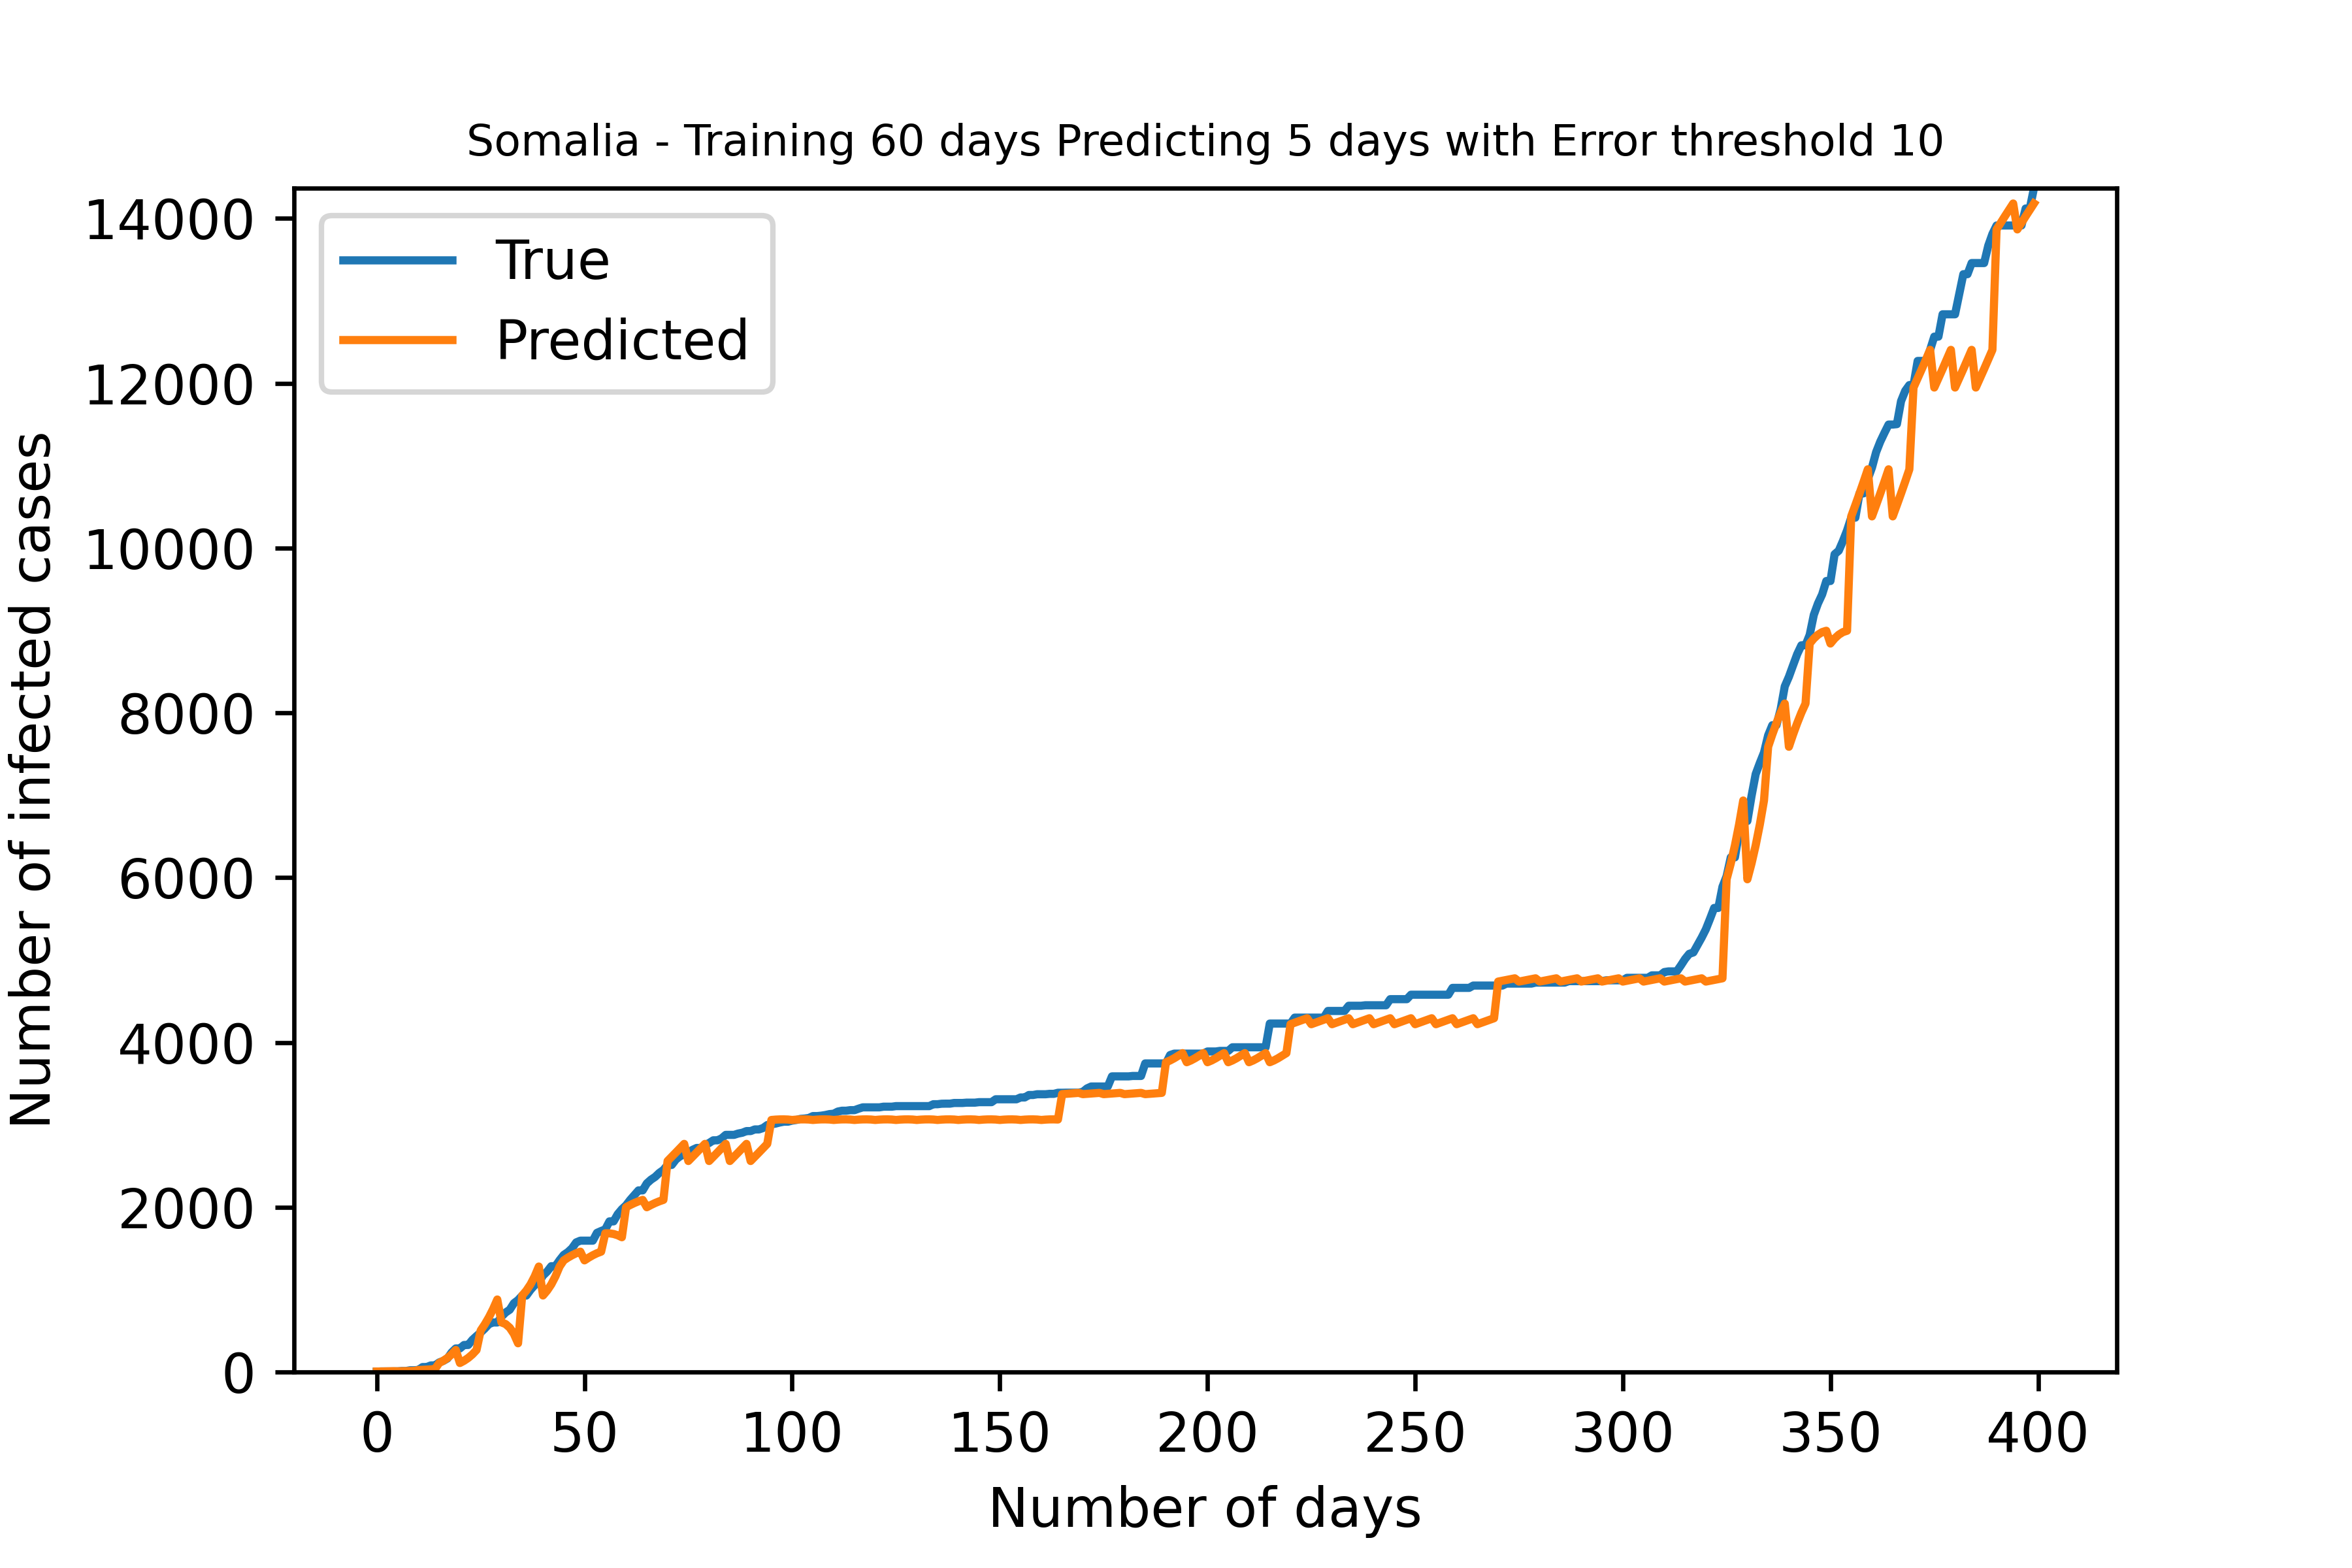 Somalia - Training 60 days Predicting 5 days with Error threshold 10
14000
12000
10000
8000
6000
4000
2000
0
True
Predicted
Number of infected cases
0 50 100 150 200 250 300 350 400
Number of days